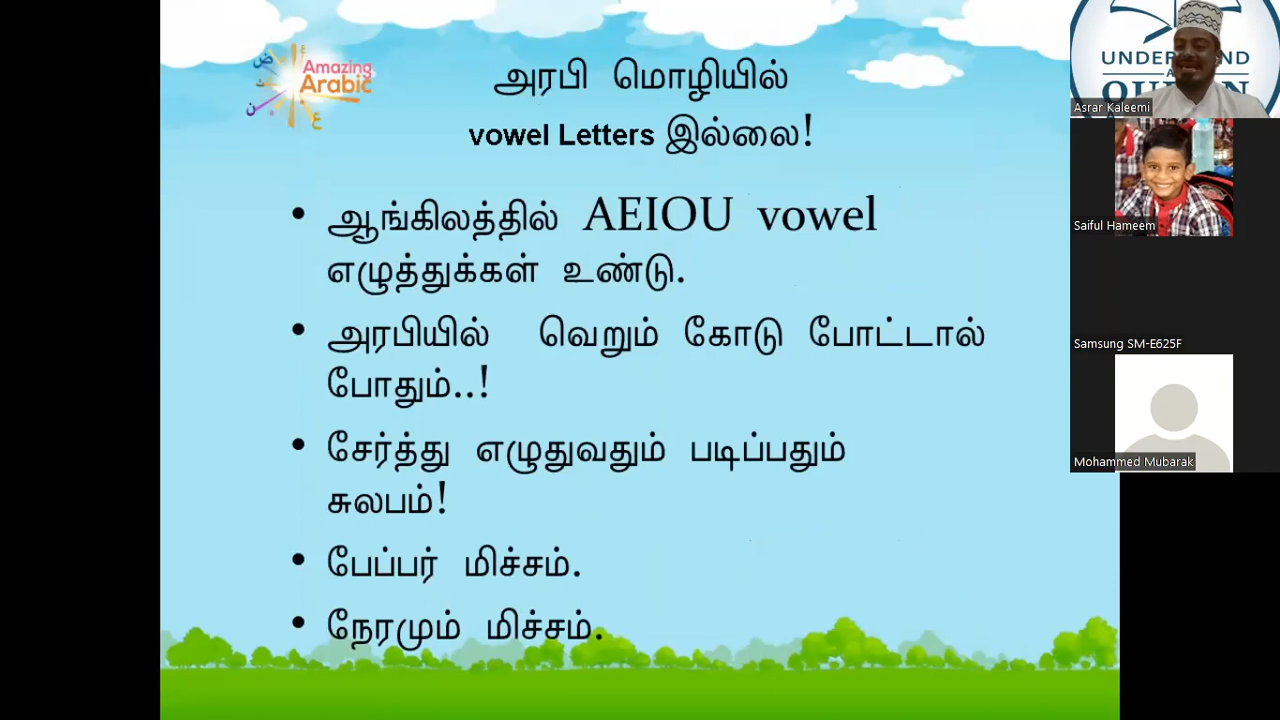 Amazing
Arabic
அரபி மொழியில்
vowel Letters இல்லை!
• ஆங்கிலத்தில் AEIOU vowel
எழுத்துக்கள் உண்டு.
• அரபியில் வெறும் கோடு போட்டால்
போதும்..!
• சேர்த்து எழுதுவதும் படிப்பதும்
சுலபம்!
• பேப்பர் மிச்சம்.
• நேரமும் மிச்சம்.
Asrar Kaleemi
Saiful Hameem
Samsung SM-E625F
Mohammed Mubarak